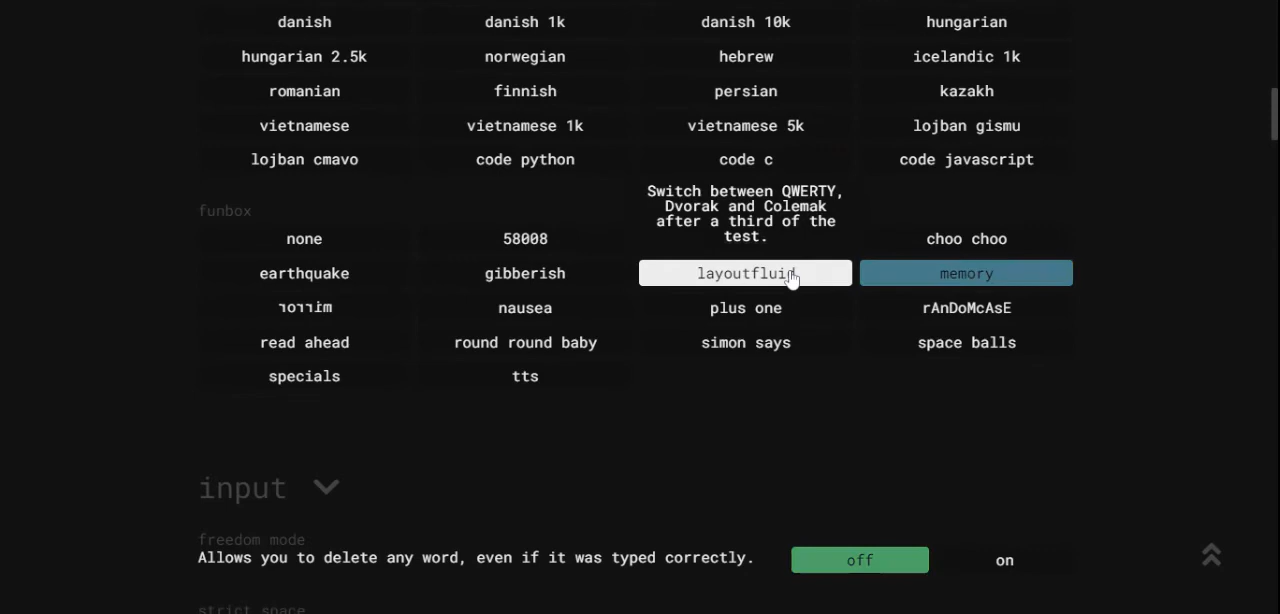 danish danish 1k danish 10k hungarian
hungarian 2.5k norwegian hebrew icelandic 1k
romanian finnish persian kazakh
vietnamese vietnamese 1k vietnamese 5k lojban gismu
lojban cmavo code python code c code javascript
funbox
Switch between QWERTY,
Dvorak and Colemak
after a third of the
test.
none 58008 choo choo
earthquake gibberish layoutfluid memory
mirror nausea plus one rAnDoMcAsE
read ahead round round baby simon says space balls
specials tts
input
freedom mode
Allows you to delete any word, even if it was typed correctly. off on
strict space